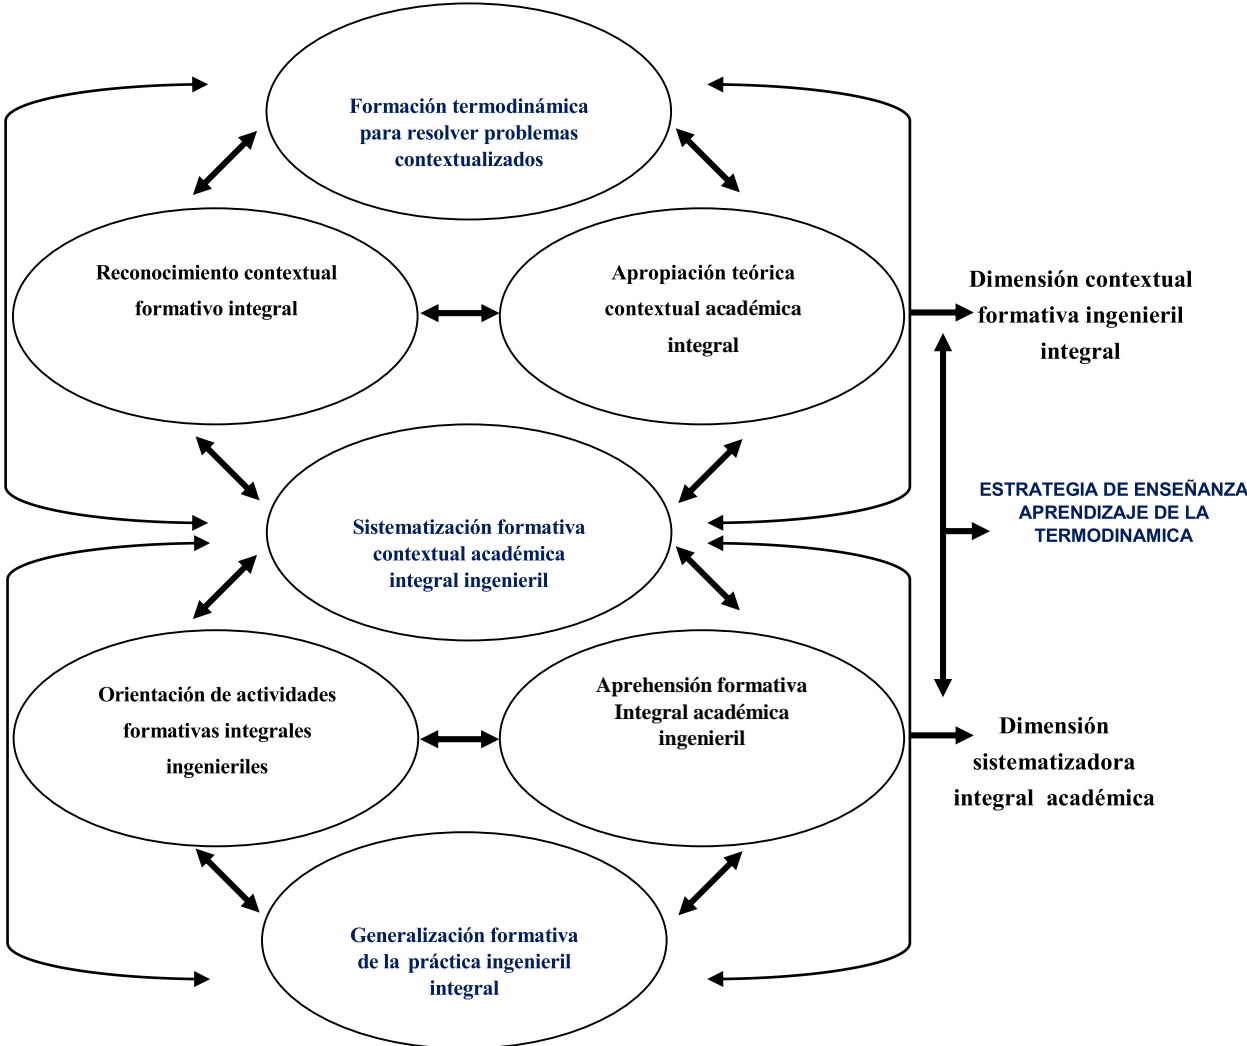 Formación termodinámica
para resolver problemas
contextualizados
Reconocimiento contextual
formativo integral
Apropiación teórica
contextual académica
integral
Dimensión contextual
formativa ingenieril
integral
ESTRATEGIA DE ENSEÑANZA
APRENDIZAJE DE LA
TERMODINAMICA
Sistematización formativa
contextual académica
integral ingenieril
Orientación de actividades
formativas integrales
ingenieriles
Aprehensión formativa
Integral académica
ingenieril
Dimensión
sistematizadora
integral académica
Generalización formativa
de la práctica ingenieril
integral